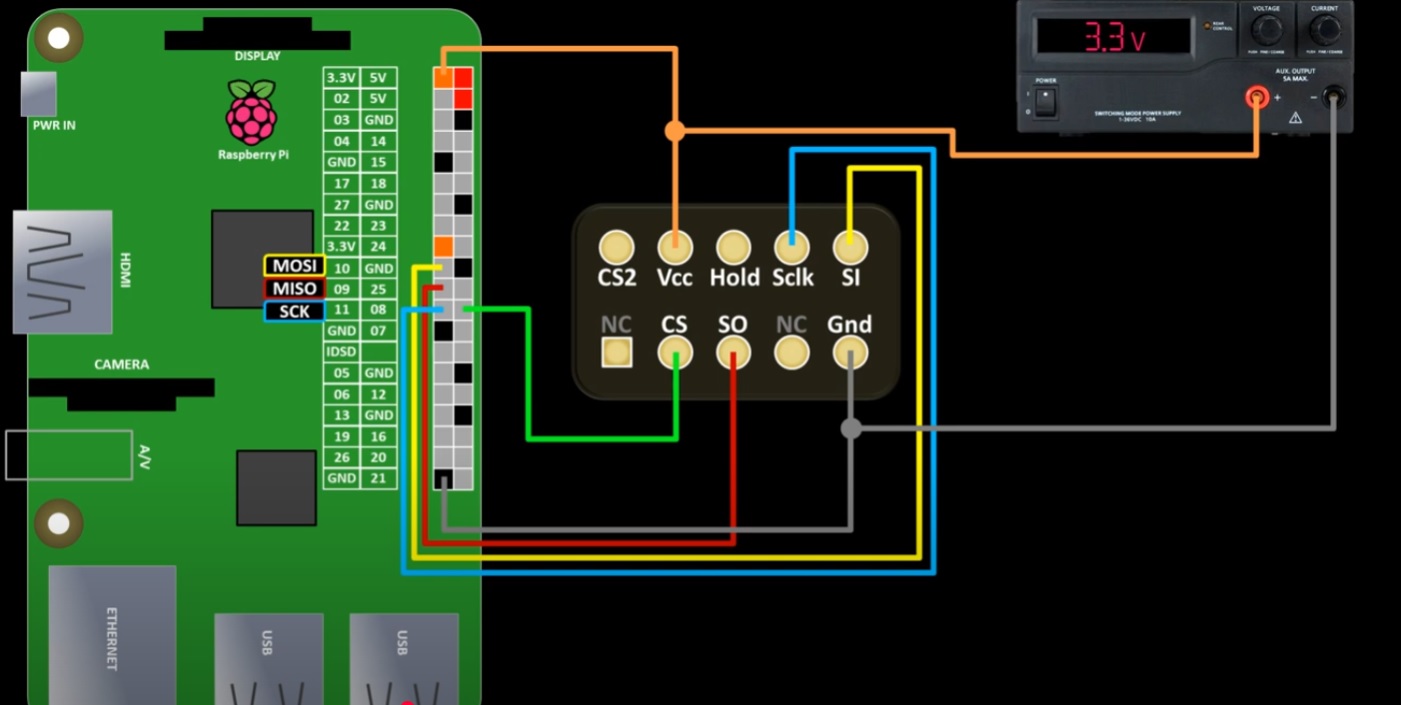 DISPLAY
PWR IN
Raspberry Pi
3.3V 5V
02 5V
03 GND
04 14
GND 15
17 18
27 GND
22 23
3.3V 24
MOSI 10 GND
MISO 09 25
SCK 11 08
GND 07
IDSD
05 GND
06 12
13 GND
19 16
26 20
GND 21
HDMI
CAMERA
A/V
ETHERNET
USB
USB
CS2 Vcc Hold Sclk SI
NC CS SO NC Gnd
VOLTAGE CURRENT
3.3 V
REAR
CONTROL
AUX. OUTPUT
5A MAX.
POWER
+ −
SWITCHING MODE POWER SUPPLY
1-36VDC 10A